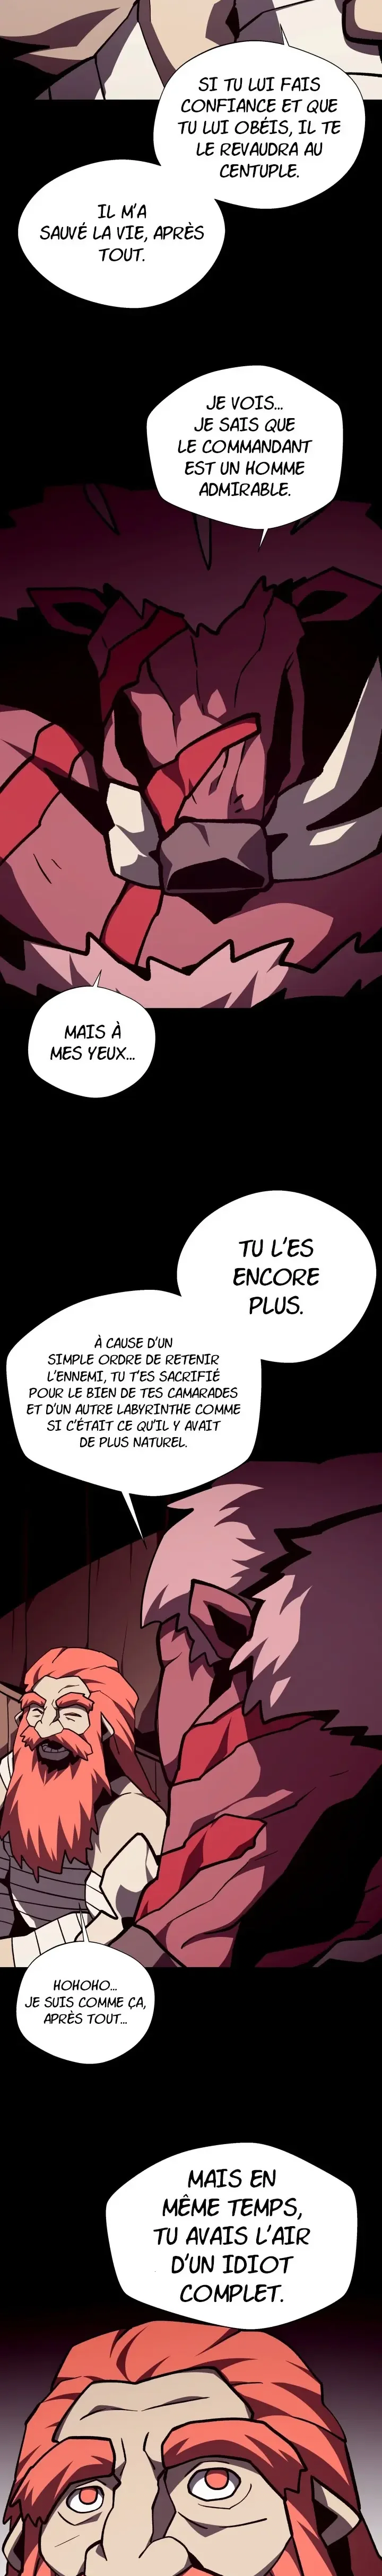 SI TU LUI FAIS
CONFIANCE ET QUE
TU LUI OBÉIS, IL TE
LE REVAUDRA AU
CENTUPLE.
IL M'A
SAUVÉ LA VIE, APRÈS
TOUT.
JE VOIS...
JE SAIS QUE
LE COMMANDANT
EST UN HOMME
ADMIRABLE.
MAIS À
MES YEUX...
TU L'ES
ENCORE
PLUS.
À CAUSE D'UN
SIMPLE ORDRE DE RETENIR
L'ENNEMI, TU T'ES SACRIFIÉ
POUR LE BIEN DE TES CAMARADES
ET D'UN AUTRE LABYRINTHE COMME
SI C'ÉTAIT CE QU'IL Y AVAIT
DE PLUS NATUREL.
HOHOHO...
JE SUIS COMME ÇA,
APRÈS TOUT...
MAIS EN
MÊME TEMPS,
TU AVAIS L'AIR
D'UN IDIOT
COMPLET.